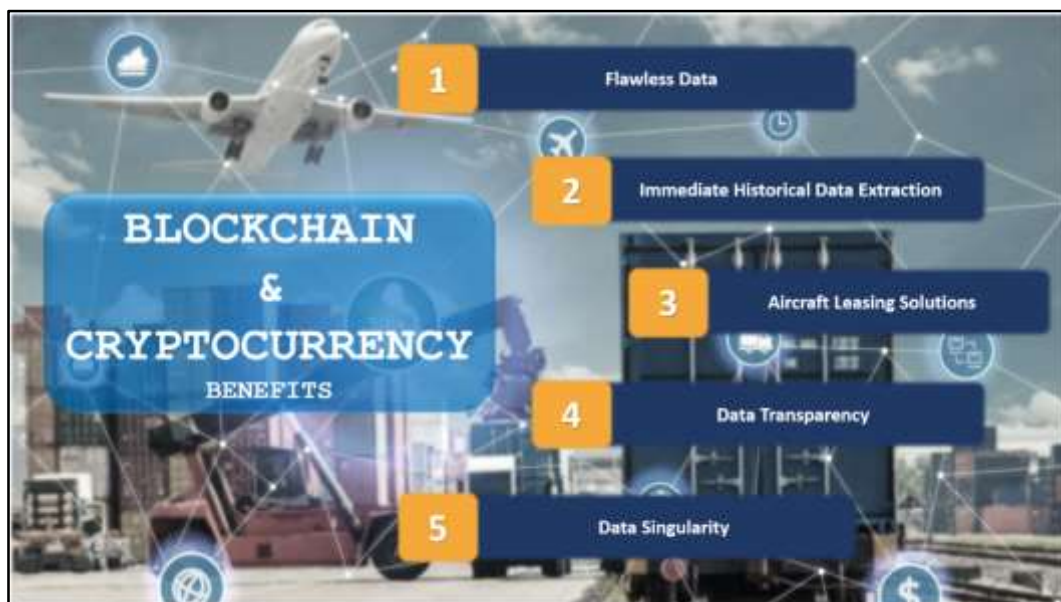 BLOCKCHAIN
&
CRYPTOCURRENCY
BENEFITS
1
Flawless Data
2
Immediate Historical Data Extraction
3
Aircraft Leasing Solutions
4
Data Transparency
5
Data Singularity
$